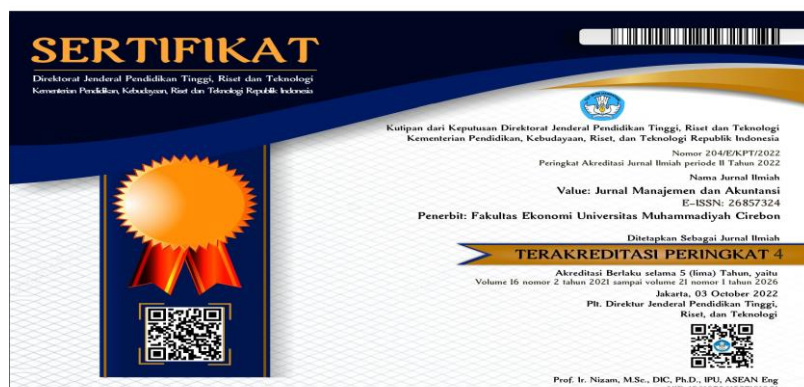 SERTIFIKAT
Direktorat Jenderal Pendidikan Tinggi, Riset dan Teknologi
Kementerian Pendidikan, Kebudayaan, Riset dan Teknologi Republik Indonesia
Kutipan dari Keputusan Direktorat Jenderal Pendidikan Tinggi, Riset dan Teknologi
Kementerian Pendidikan, Kebudayaan, Riset, dan Teknologi Republik Indonesia
Nomor 204/E/KPT/2022
Peringkat Akreditasi Jurnal Ilmiah periode II Tahun 2022
Nama Jurnal Ilmiah
Value: Jurnal Manajemen dan Akuntansi
E-ISSN: 26857324
Penerbit: Fakultas Ekonomi Universitas Muhammadiyah Cirebon
Ditetapkan Sebagai Jurnal Ilmiah
TERAKREDITASI PERINGKAT 4
Akreditasi Berlaku selama 5 (lima) Tahun, yaitu
Volume 16 nomor 2 tahun 2021 sampai volume 21 nomor 1 tahun 2026
Jakarta, 03 October 2022
Plt. Direktur Jenderal Pendidikan Tinggi,
Riset, dan Teknologi
Prof. Ir. Nizam, M.Sc., DIC, Ph.D., IPU, ASEAN Eng